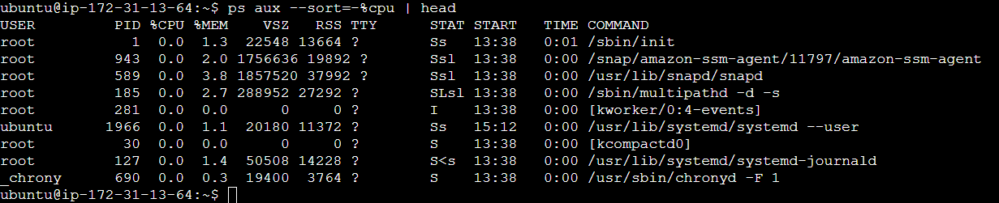 ubuntu@ip-172-31-13-64:~$ ps aux --sort=-%cpu | head
USER         PID %CPU %MEM    VSZ   RSS TTY      STAT START   TIME COMMAND
root           1  0.0  1.3  22548 13664 ?        Ss   13:38   0:01 /sbin/init
root         943  0.0  2.0 1756636 19892 ?       Ssl  13:38   0:00 /snap/amazon-ssm-agent/11797/amazon-ssm-agent
root         589  0.0  3.8 1857520 37992 ?       Ssl  13:38   0:00 /usr/lib/snapd/snapd
root         185  0.0  2.7 288952 27292 ?        SLsl 13:38   0:00 /sbin/multipathd -d -s
root         281  0.0  0.0      0     0 ?        I    13:38   0:00 [kworker/0:4-events]
ubuntu      1966  0.0  1.1  20180 11372 ?        Ss   15:12   0:00 /usr/lib/systemd/systemd --user
root          30  0.0  0.0      0     0 ?        S    13:38   0:00 [kcompactd0]
root         127  0.0  1.4  50508 14228 ?        S<s  13:38   0:00 /usr/lib/systemd/systemd-journald
_chrony      690  0.0  0.3  19400  3764 ?        S    13:38   0:00 /usr/sbin/chronyd -F 1
ubuntu@ip-172-31-13-64:~$